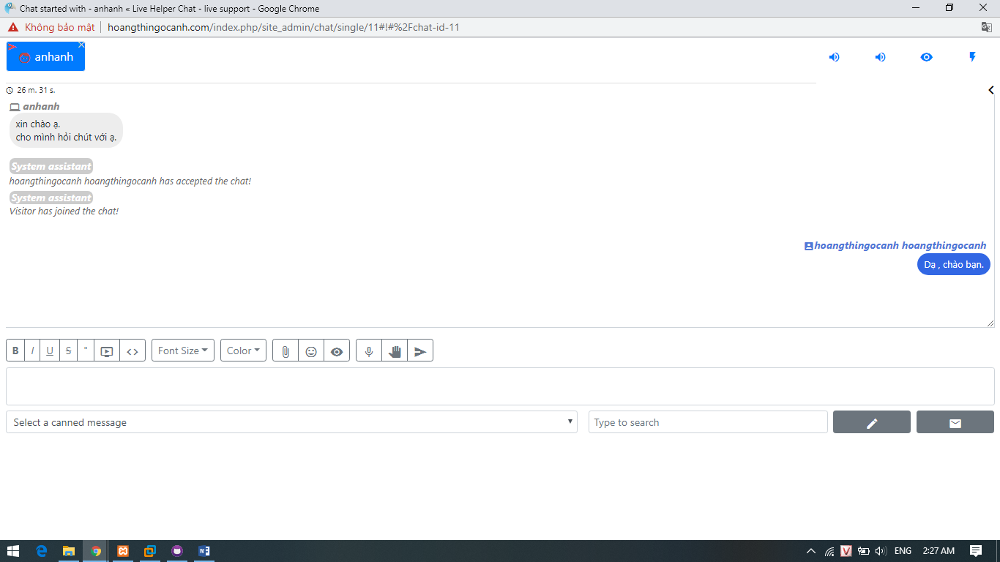 Chat started with - anhanh « Live Helper Chat - live support - Google Chrome
Không bảo mật hoangthingocanh.com/index.php/site_admin/chat/single/11#!#%2Fchat-id-11
anhanh
26 m. 31 s.
anhanh
xin chào ạ.
cho mình hỏi chút với ạ.
System assistant
hoangthingocanh hoangthingocanh has accepted the chat!
System assistant
Visitor has joined the chat!
hoangthingocanh hoangthingocanh
Dạ , chào bạn.
B I U S " Font Size Color
Select a canned message Type to search
ENG 2:27 AM